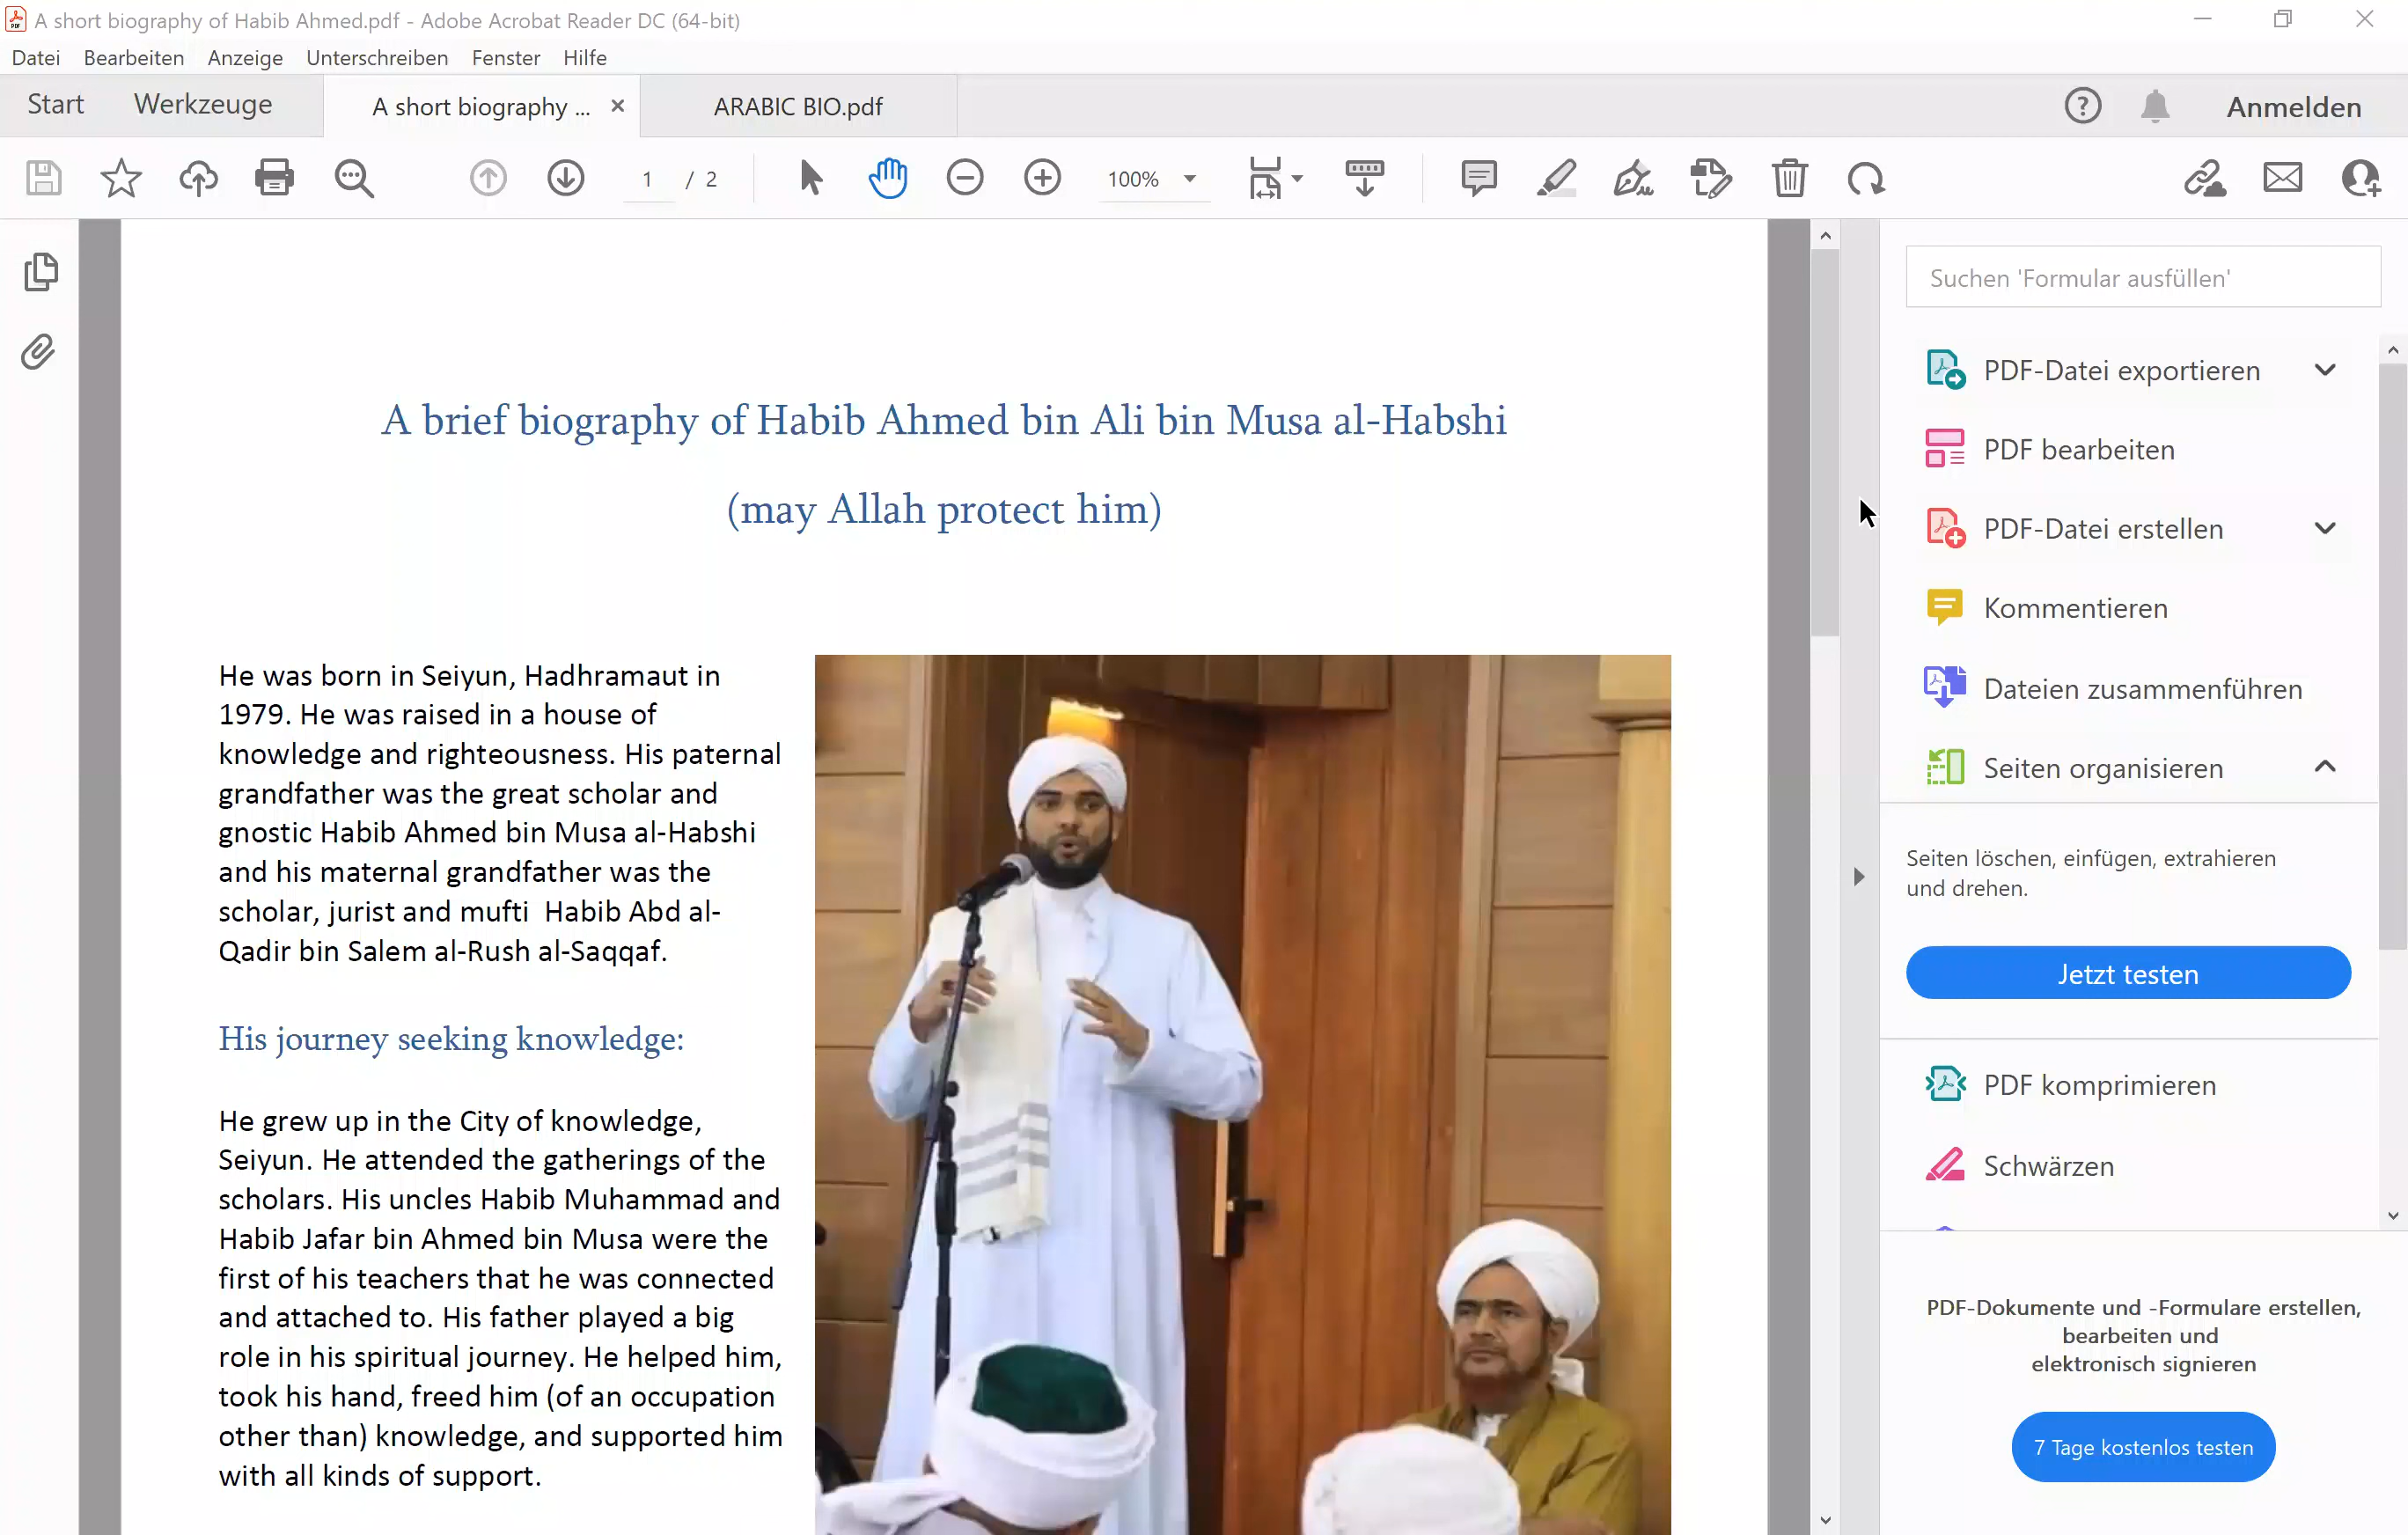 A short biography of Habib Ahmed.pdf - Adobe Acrobat Reader DC (64-bit)
Datei Bearbeiten Anzeige Unterschreiben Fenster Hilfe
Start Werkzeuge A short biography ... ARABIC BIO.pdf Anmelden
1 / 2 100%
A brief biography of Habib Ahmed bin Ali bin Musa al-Habshi
(may Allah protect him)
He was born in Seiyun, Hadhramaut in
1979. He was raised in a house of
knowledge and righteousness. His paternal
grandfather was the great scholar and
gnostic Habib Ahmed bin Musa al-Habshi
and his maternal grandfather was the
scholar, jurist and mufti Habib Abd al-
Qadir bin Salem al-Rush al-Saqqaf.
His journey seeking knowledge:
He grew up in the City of knowledge,
Seiyun. He attended the gatherings of the
scholars. His uncles Habib Muhammad and
Habib Jafar bin Ahmed bin Musa were the
first of his teachers that he was connected
and attached to. His father played a big
role in his spiritual journey. He helped him,
took his hand, freed him (of an occupation
other than) knowledge, and supported him
with all kinds of support.
Suchen 'Formular ausfüllen'
PDF-Datei exportieren
PDF bearbeiten
PDF-Datei erstellen
Kommentieren
Dateien zusammenführen
Seiten organisieren
Seiten löschen, einfügen, extrahieren
und drehen.
Jetzt testen
PDF komprimieren
Schwärzen
PDF-Dokumente und -Formulare erstellen,
bearbeiten und
elektronisch signieren
7 Tage kostenlos testen